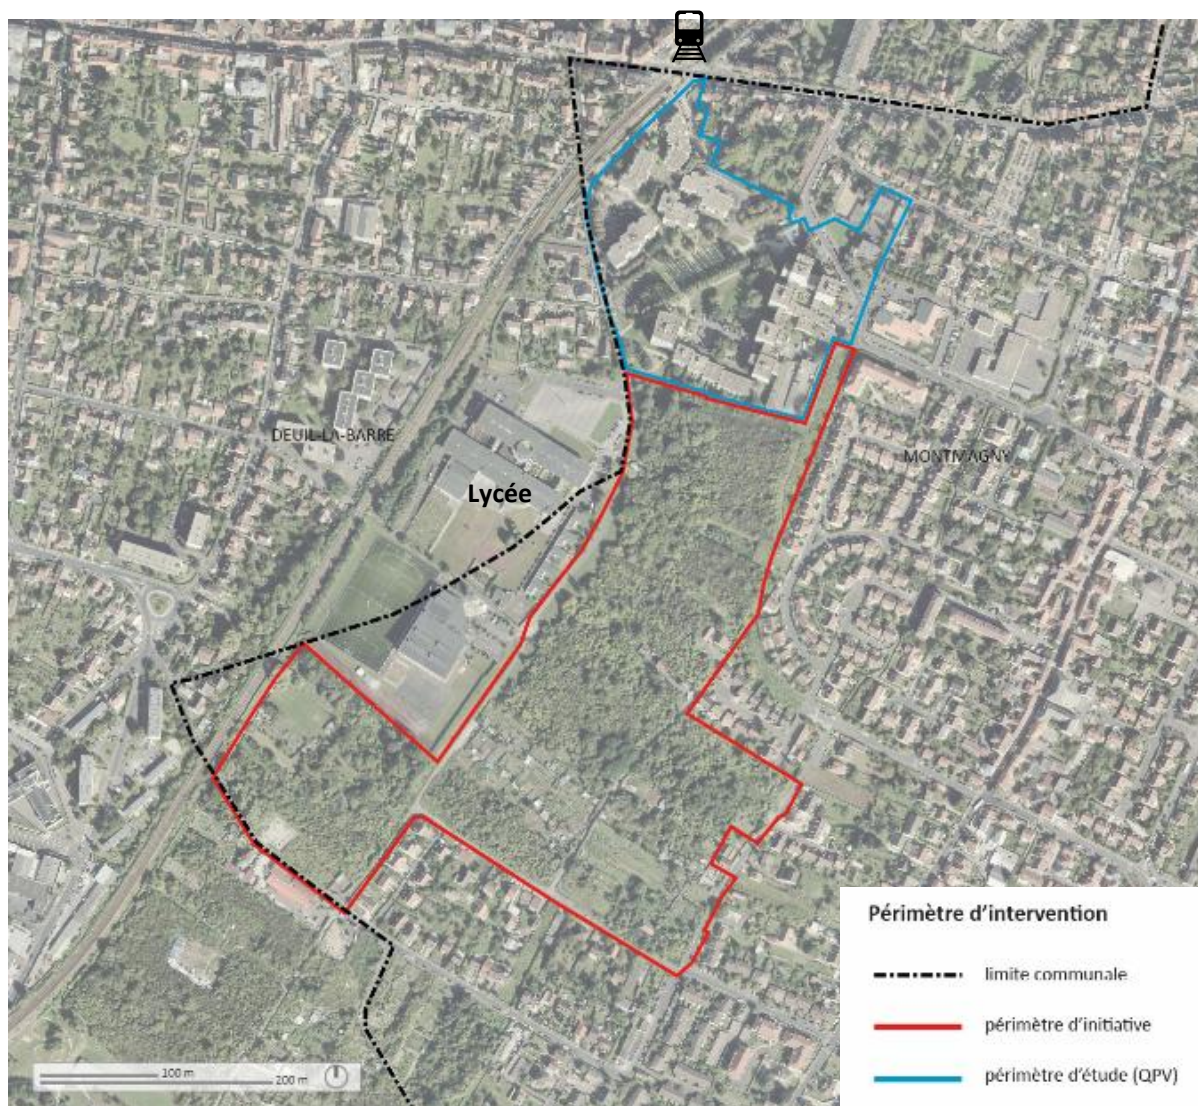 DEUIL-LA-BARRE
MONTMAGNY
Lycée
Périmètre d'intervention
limite communale
périmètre d'initiative
périmètre d'étude (QPV)
100 m
200 m